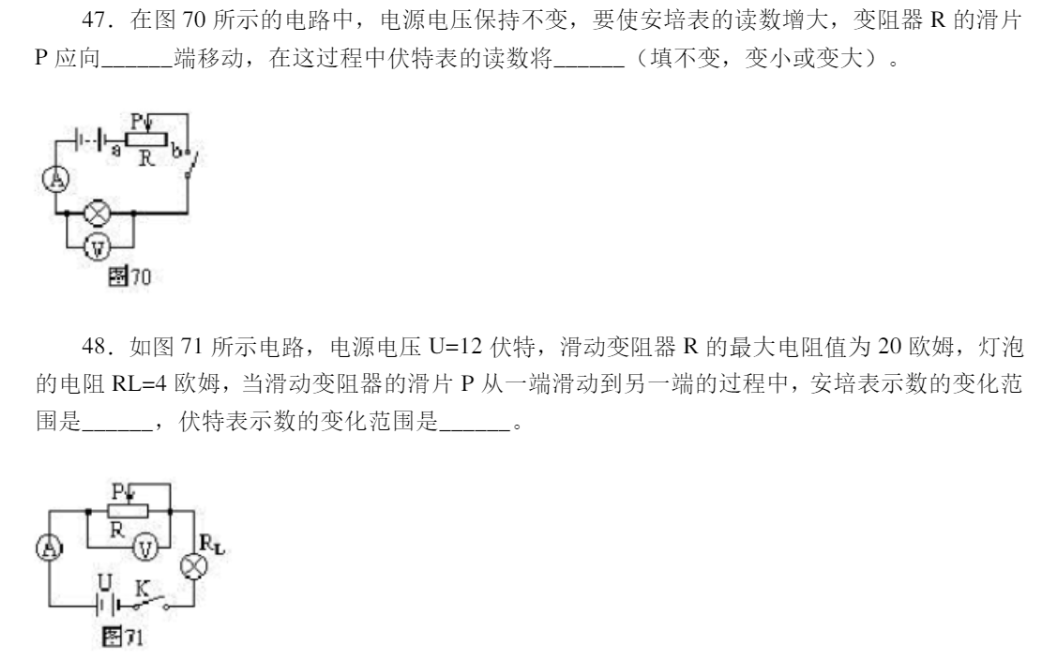 47．在图 70 所示的电路中，电源电压保持不变，要使安培表的读数增大，变阻器 R 的滑片
P 应向______端移动，在这过程中伏特表的读数将______（填不变，变小或变大）。
P
a
R
b
A
V
图70
48．如图 71 所示电路，电源电压 U=12 伏特，滑动变阻器 R 的最大电阻值为 20 欧姆，灯泡
的电阻 RL=4 欧姆，当滑动变阻器的滑片 P 从一端滑动到另一端的过程中，安培表示数的变化范
围是______，伏特表示数的变化范围是______。
P
R
A
V
RL
U K
图71